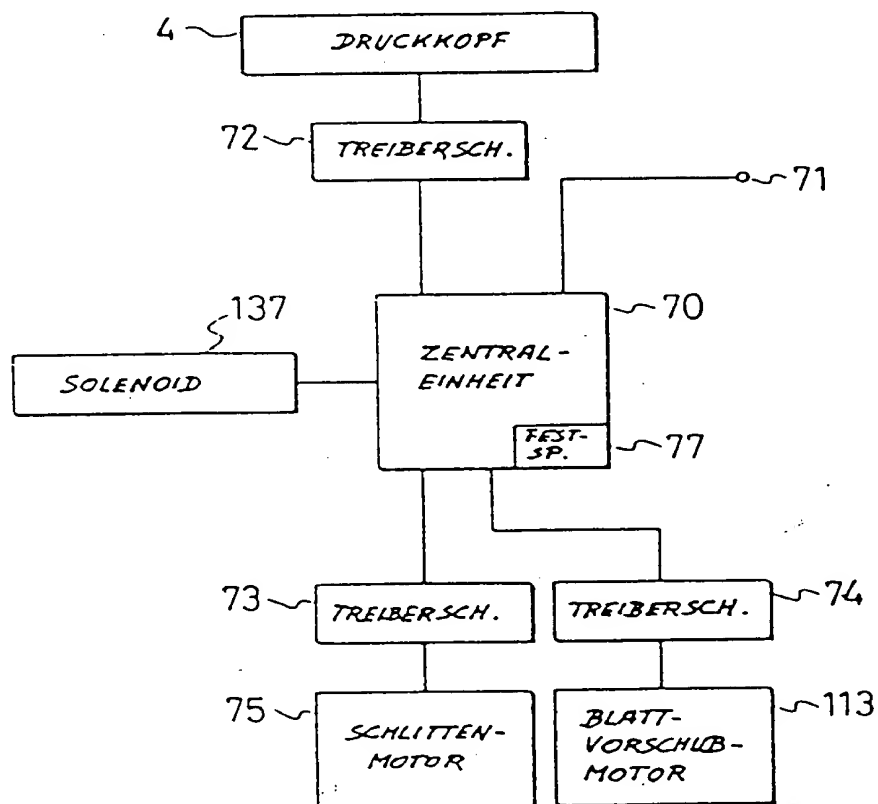 4
DRUCKKOPF
72
TREIBERSCH.
71
137
70
ZENTRAL-
EINHEIT
SOLENOID
FEST-
SP.
77
73
TREIBERSCH.
74
TREIBERSCH.
75
SCHLITTEN-
MOTOR
113
BLATT-
VORSCHUB-
MOTOR